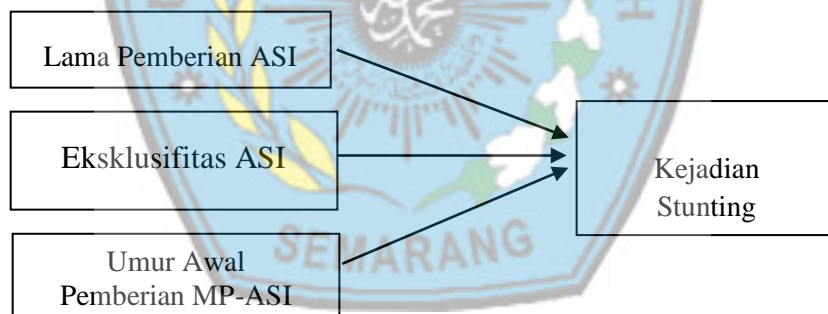 Lama Pemberian ASI
Eksklusifitas ASI
Kejadian
Stunting
Umur Awal
Pemberian MP-ASI
SEMARANG